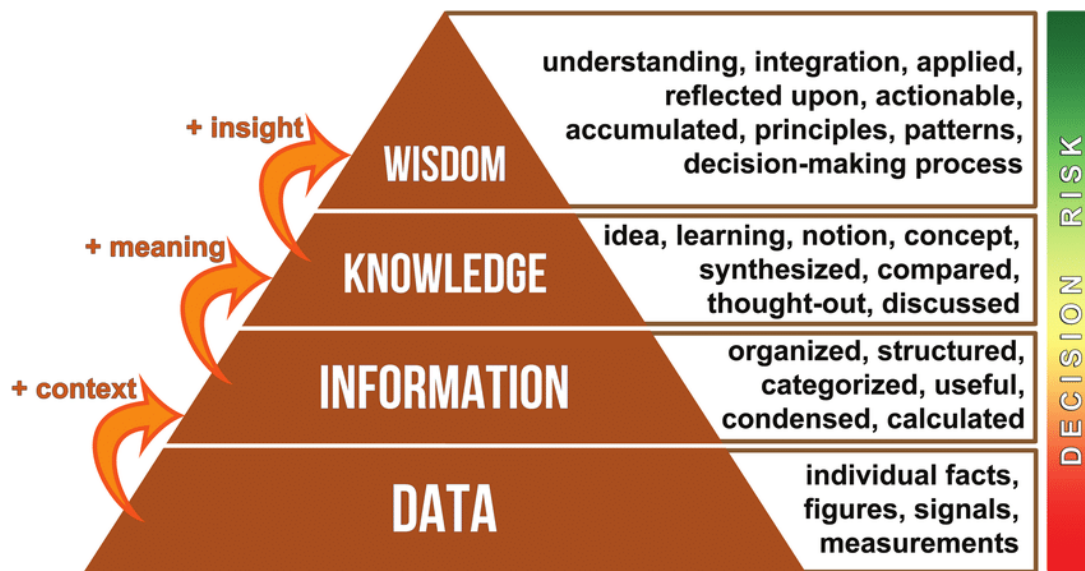 understanding, integration, applied,
reflected upon, actionable,
accumulated, principles, patterns,
decision-making process
+ insight
WISDOM
idea, learning, notion, concept,
synthesized, compared,
thought-out, discussed
+ meaning
KNOWLEDGE
organized, structured,
categorized, useful,
condensed, calculated
+ context
INFORMATION
individual facts,
figures, signals,
measurements
DATA
DECISION RISK